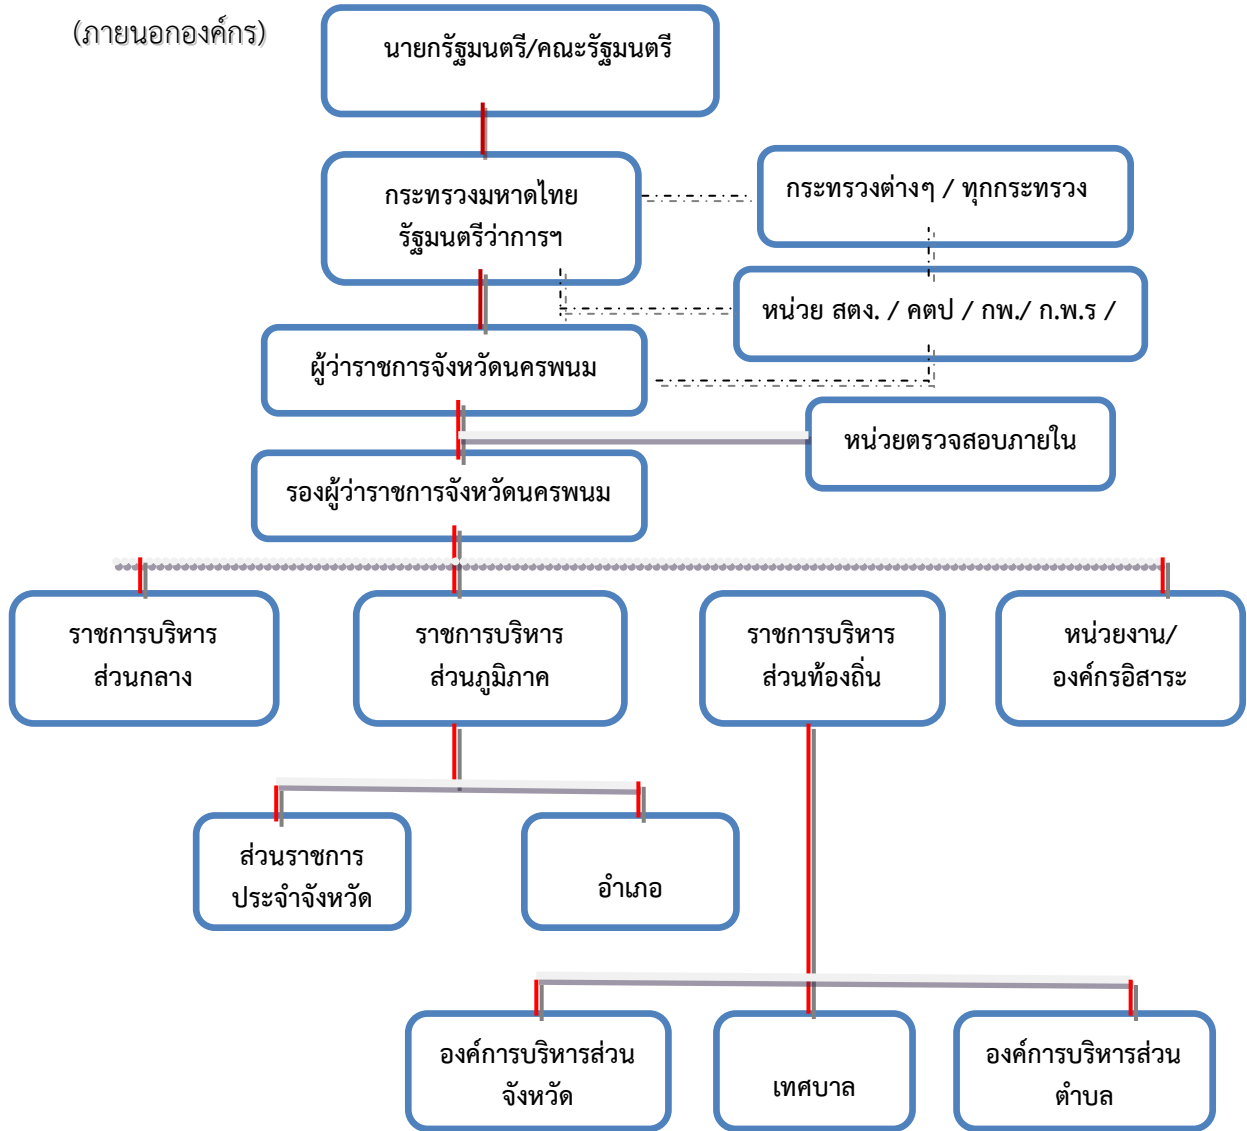 (ภายนอกองค์กร)
นายกรัฐมนตรี/คณะรัฐมนตรี
กระทรวงมหาดไทย
รัฐมนตรีว่าการฯ
กระทรวงต่างๆ / ทุกกระทรวง
หน่วย สตง. / คตป / กพ./ ก.พ.ร /
ผู้ว่าราชการจังหวัดนครพนม
หน่วยตรวจสอบภายใน
รองผู้ว่าราชการจังหวัดนครพนม
ราชการบริหาร
ส่วนกลาง
ราชการบริหาร
ส่วนภูมิภาค
ราชการบริหาร
ส่วนท้องถิ่น
หน่วยงาน/
องค์กรอิสาระ
ส่วนราชการ
ประจำจังหวัด
อำเภอ
องค์การบริหารส่วน
จังหวัด
เทศบาล
องค์การบริหารส่วน
ตำบล